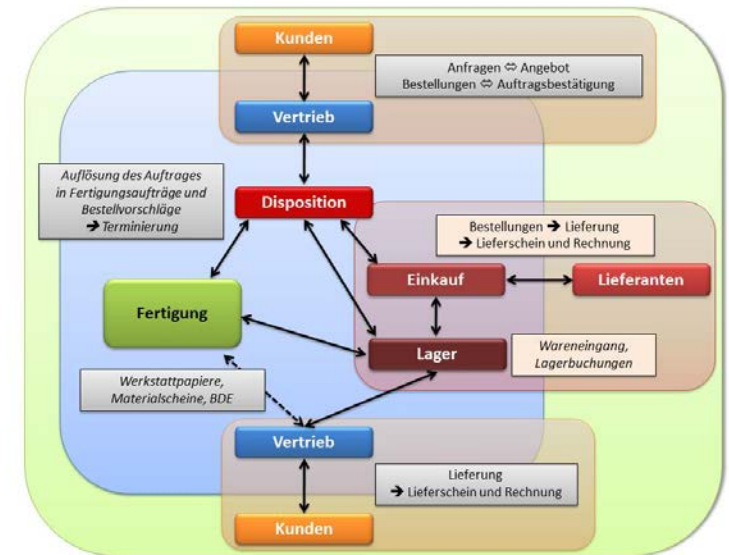 Kunden
Anfragen ⇔ Angebot
Bestellungen ⇔ Auftragsbestätigung
Vertrieb
Auflösung des Auftrages
in Fertigungsaufträge und
Bestellvorschläge
➔ Terminierung
Disposition
Bestellungen ➔ Lieferung
➔ Lieferschein und Rechnung
Einkauf
Lieferanten
Fertigung
Lager
Wareneingang,
Lagerbuchungen
Werkstattpapiere,
Materialscheine, BDE
Vertrieb
Lieferung
➔ Lieferschein und Rechnung
Kunden